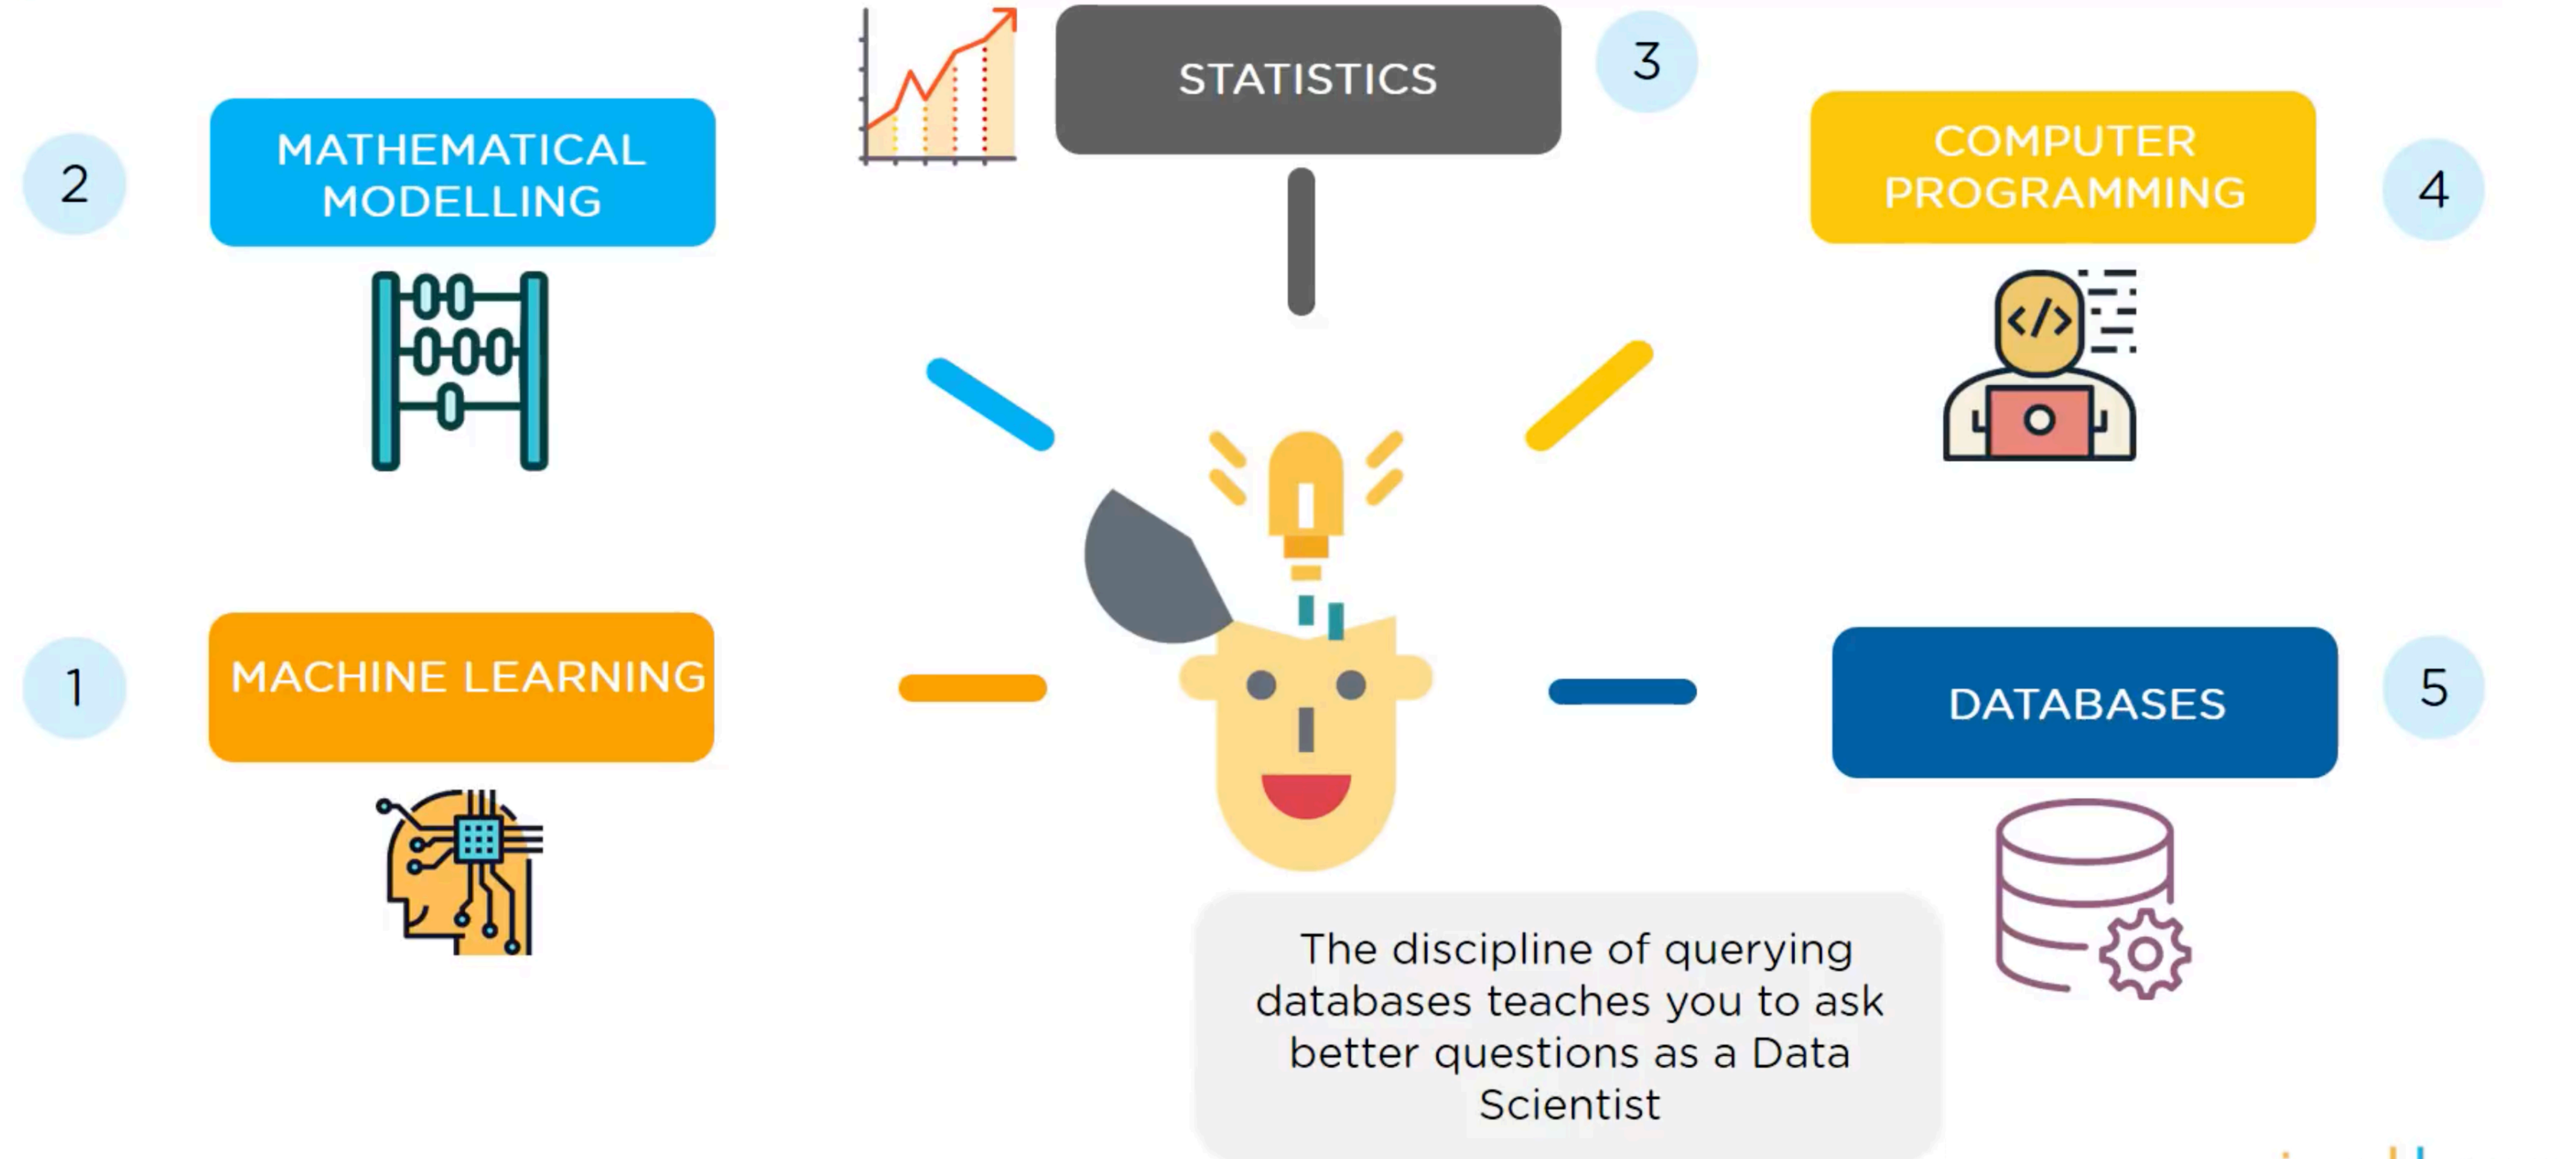 STATISTICS
3
MATHEMATICAL
MODELLING
2
COMPUTER
PROGRAMMING
4
</>
1
MACHINE LEARNING
DATABASES
5
The discipline of querying
databases teaches you to ask
better questions as a Data
Scientist